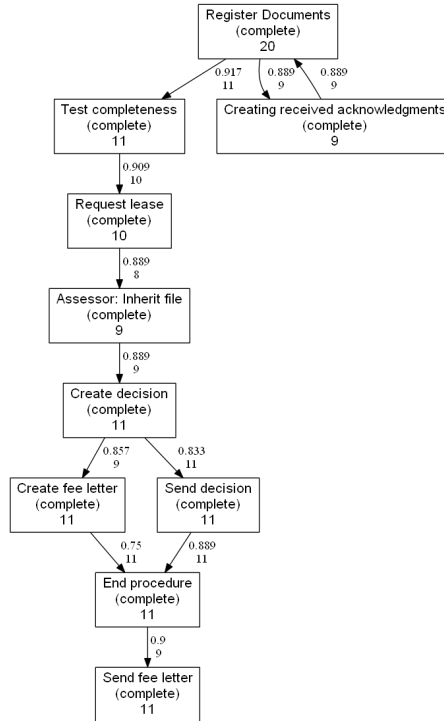 Register Documents
(complete)
20
0.917
11
0.889
9
0.889
9
Test completeness
(complete)
11
Creating received acknowledgments
(complete)
9
0.909
10
Request lease
(complete)
10
0.889
8
Assessor: Inherit file
(complete)
9
0.889
9
Create decision
(complete)
11
0.857
9
0.833
11
Create fee letter
(complete)
11
Send decision
(complete)
11
0.75
11
0.889
11
End procedure
(complete)
11
0.9
9
Send fee letter
(complete)
11